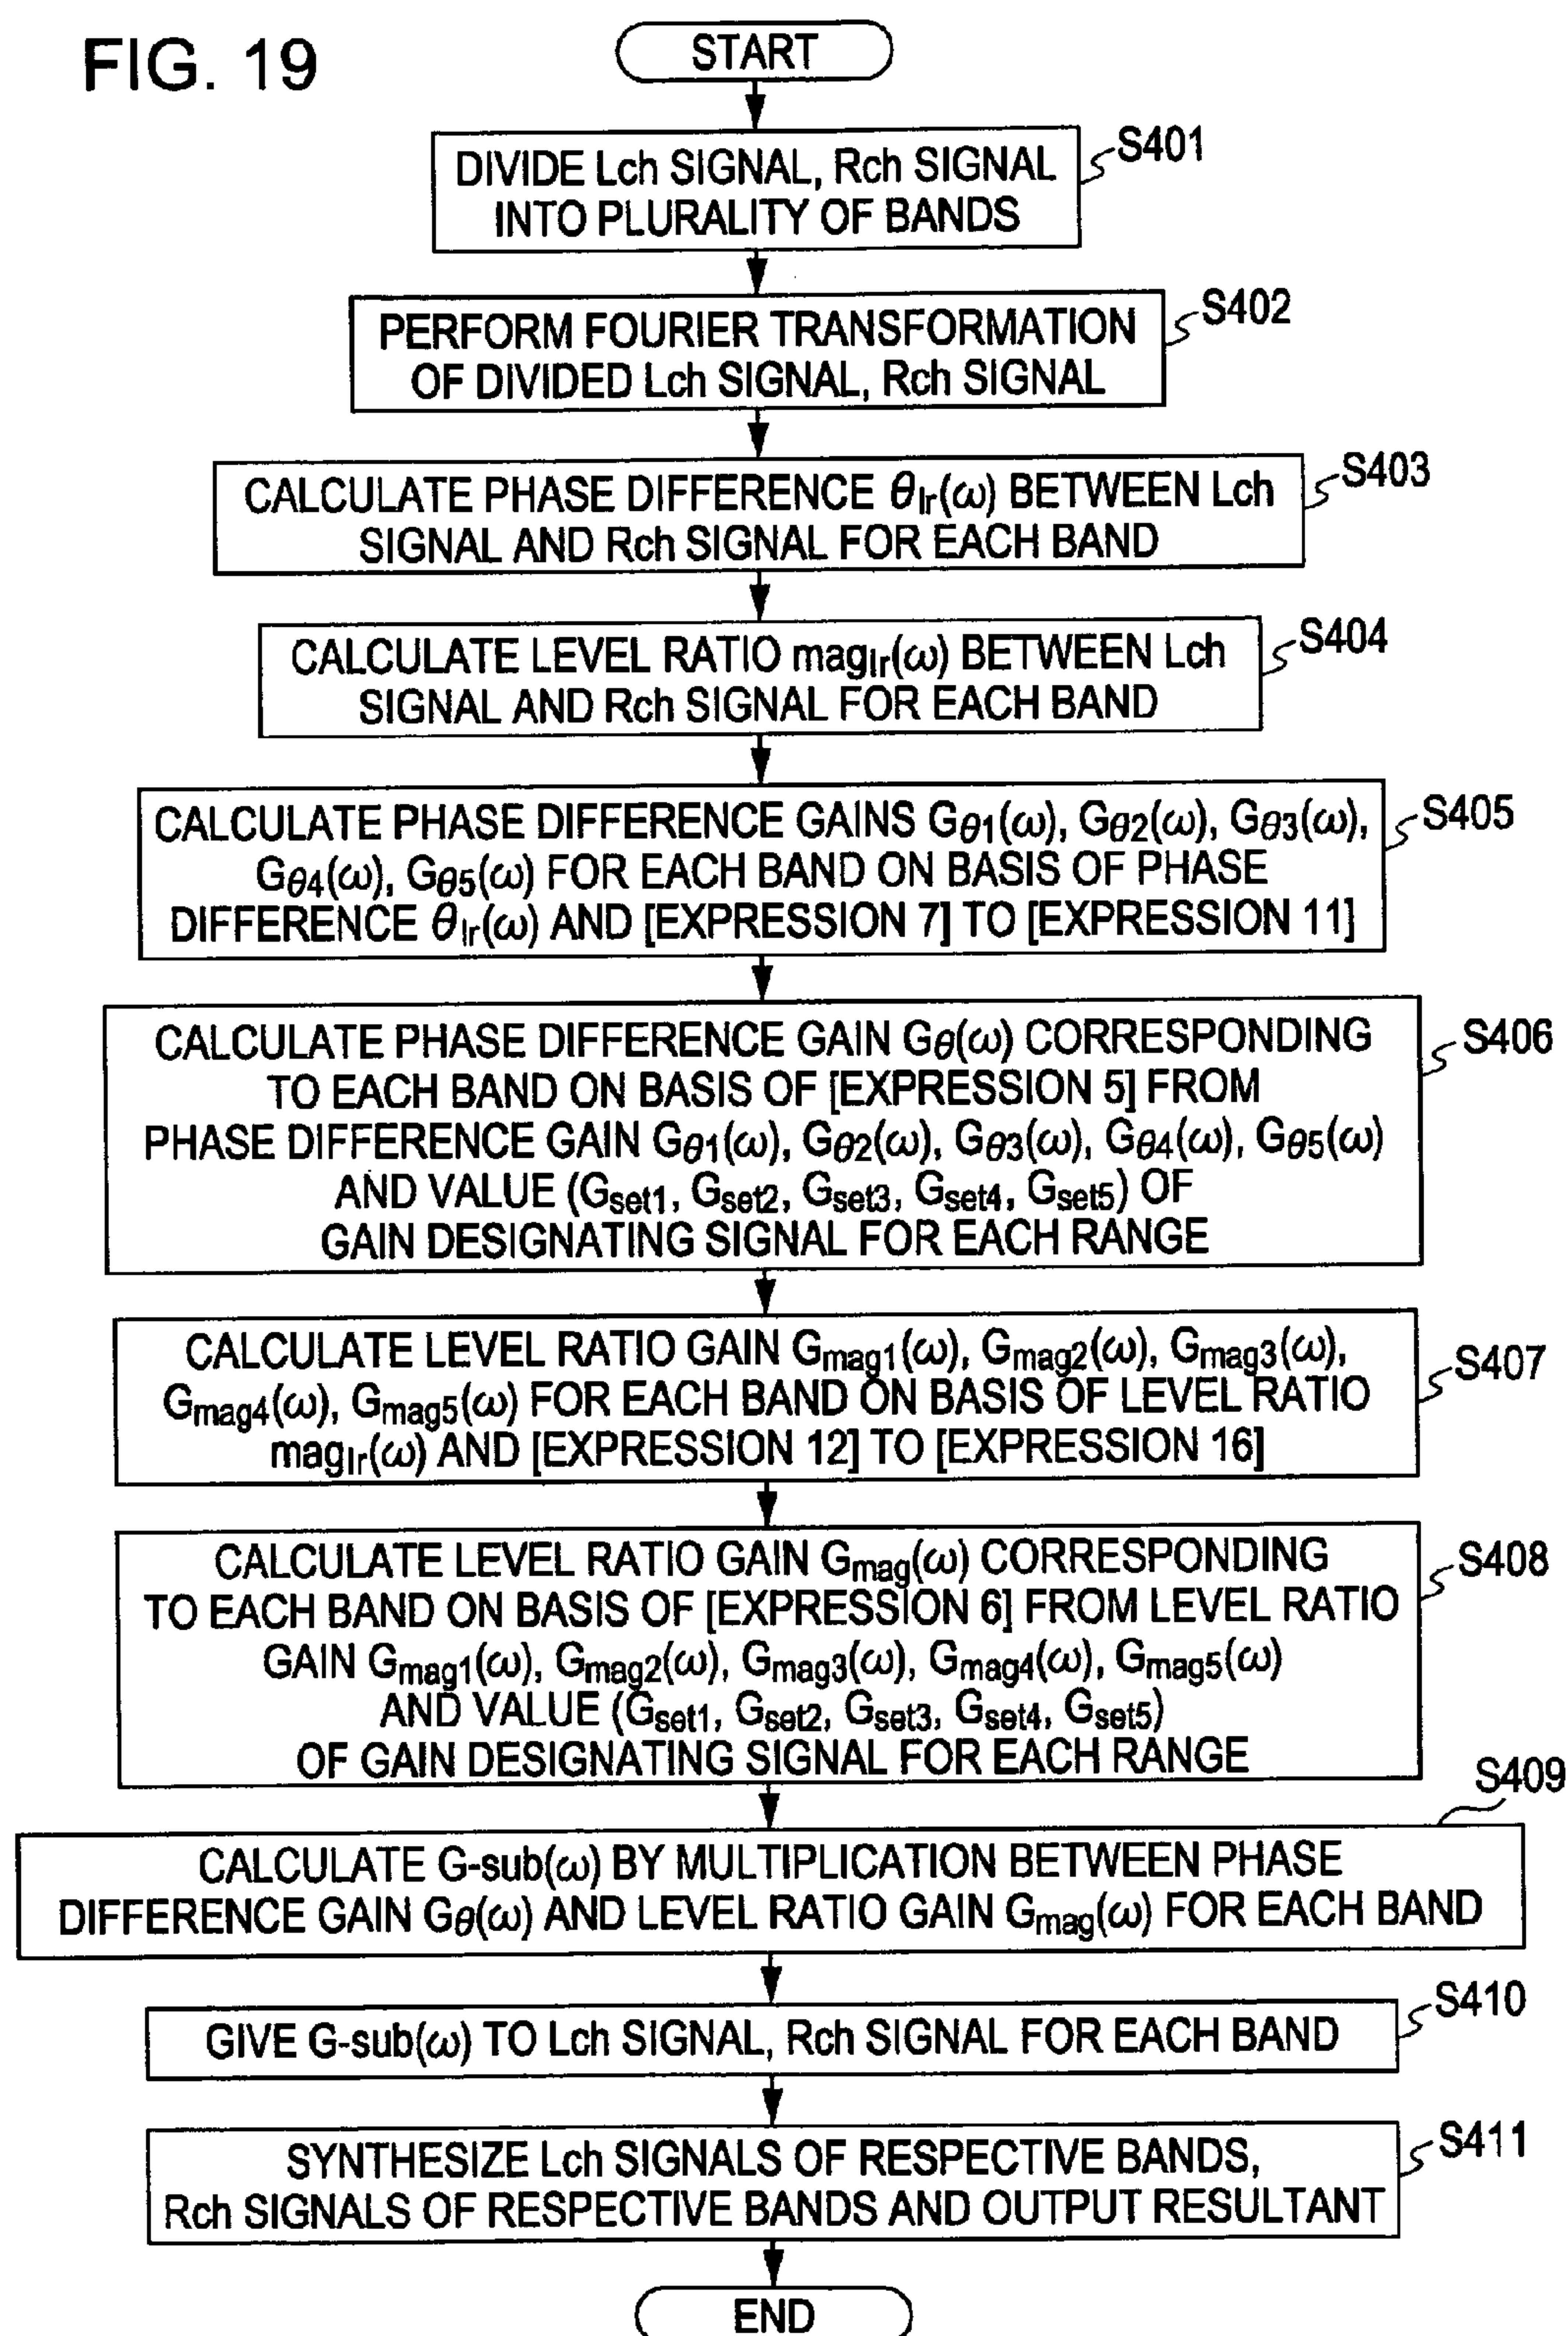 FIG. 19
START
DIVIDE Lch SIGNAL, Rch SIGNAL
INTO PLURALITY OF BANDS
S401
PERFORM FOURIER TRANSFORMATION
OF DIVIDED Lch SIGNAL, Rch SIGNAL
S402
CALCULATE PHASE DIFFERENCE θlr(ω) BETWEEN Lch
SIGNAL AND Rch SIGNAL FOR EACH BAND
S403
CALCULATE LEVEL RATIO maglr(ω) BETWEEN Lch
SIGNAL AND Rch SIGNAL FOR EACH BAND
S404
CALCULATE PHASE DIFFERENCE GAINS Gθ1(ω), Gθ2(ω), Gθ3(ω),
Gθ4(ω), Gθ5(ω) FOR EACH BAND ON BASIS OF PHASE
DIFFERENCE θlr(ω) AND [EXPRESSION 7] TO [EXPRESSION 11]
S405
CALCULATE PHASE DIFFERENCE GAIN Gθ(ω) CORRESPONDING
TO EACH BAND ON BASIS OF [EXPRESSION 5] FROM
PHASE DIFFERENCE GAIN Gθ1(ω), Gθ2(ω), Gθ3(ω), Gθ4(ω), Gθ5(ω)
AND VALUE (Gset1, Gset2, Gset3, Gset4, Gset5) OF
GAIN DESIGNATING SIGNAL FOR EACH RANGE
S406
CALCULATE LEVEL RATIO GAIN Gmag1(ω), Gmag2(ω), Gmag3(ω),
Gmag4(ω), Gmag5(ω) FOR EACH BAND ON BASIS OF LEVEL RATIO
maglr(ω) AND [EXPRESSION 12] TO [EXPRESSION 16]
S407
CALCULATE LEVEL RATIO GAIN Gmag(ω) CORRESPONDING
TO EACH BAND ON BASIS OF [EXPRESSION 6] FROM LEVEL RATIO
GAIN Gmag1(ω), Gmag2(ω), Gmag3(ω), Gmag4(ω), Gmag5(ω)
AND VALUE (Gset1, Gset2, Gset3, Gset4, Gset5)
OF GAIN DESIGNATING SIGNAL FOR EACH RANGE
S408
CALCULATE G-sub(ω) BY MULTIPLICATION BETWEEN PHASE
DIFFERENCE GAIN Gθ(ω) AND LEVEL RATIO GAIN Gmag(ω) FOR EACH BAND
S409
GIVE G-sub(ω) TO Lch SIGNAL, Rch SIGNAL FOR EACH BAND
S410
SYNTHESIZE Lch SIGNALS OF RESPECTIVE BANDS,
Rch SIGNALS OF RESPECTIVE BANDS AND OUTPUT RESULTANT
S411
END